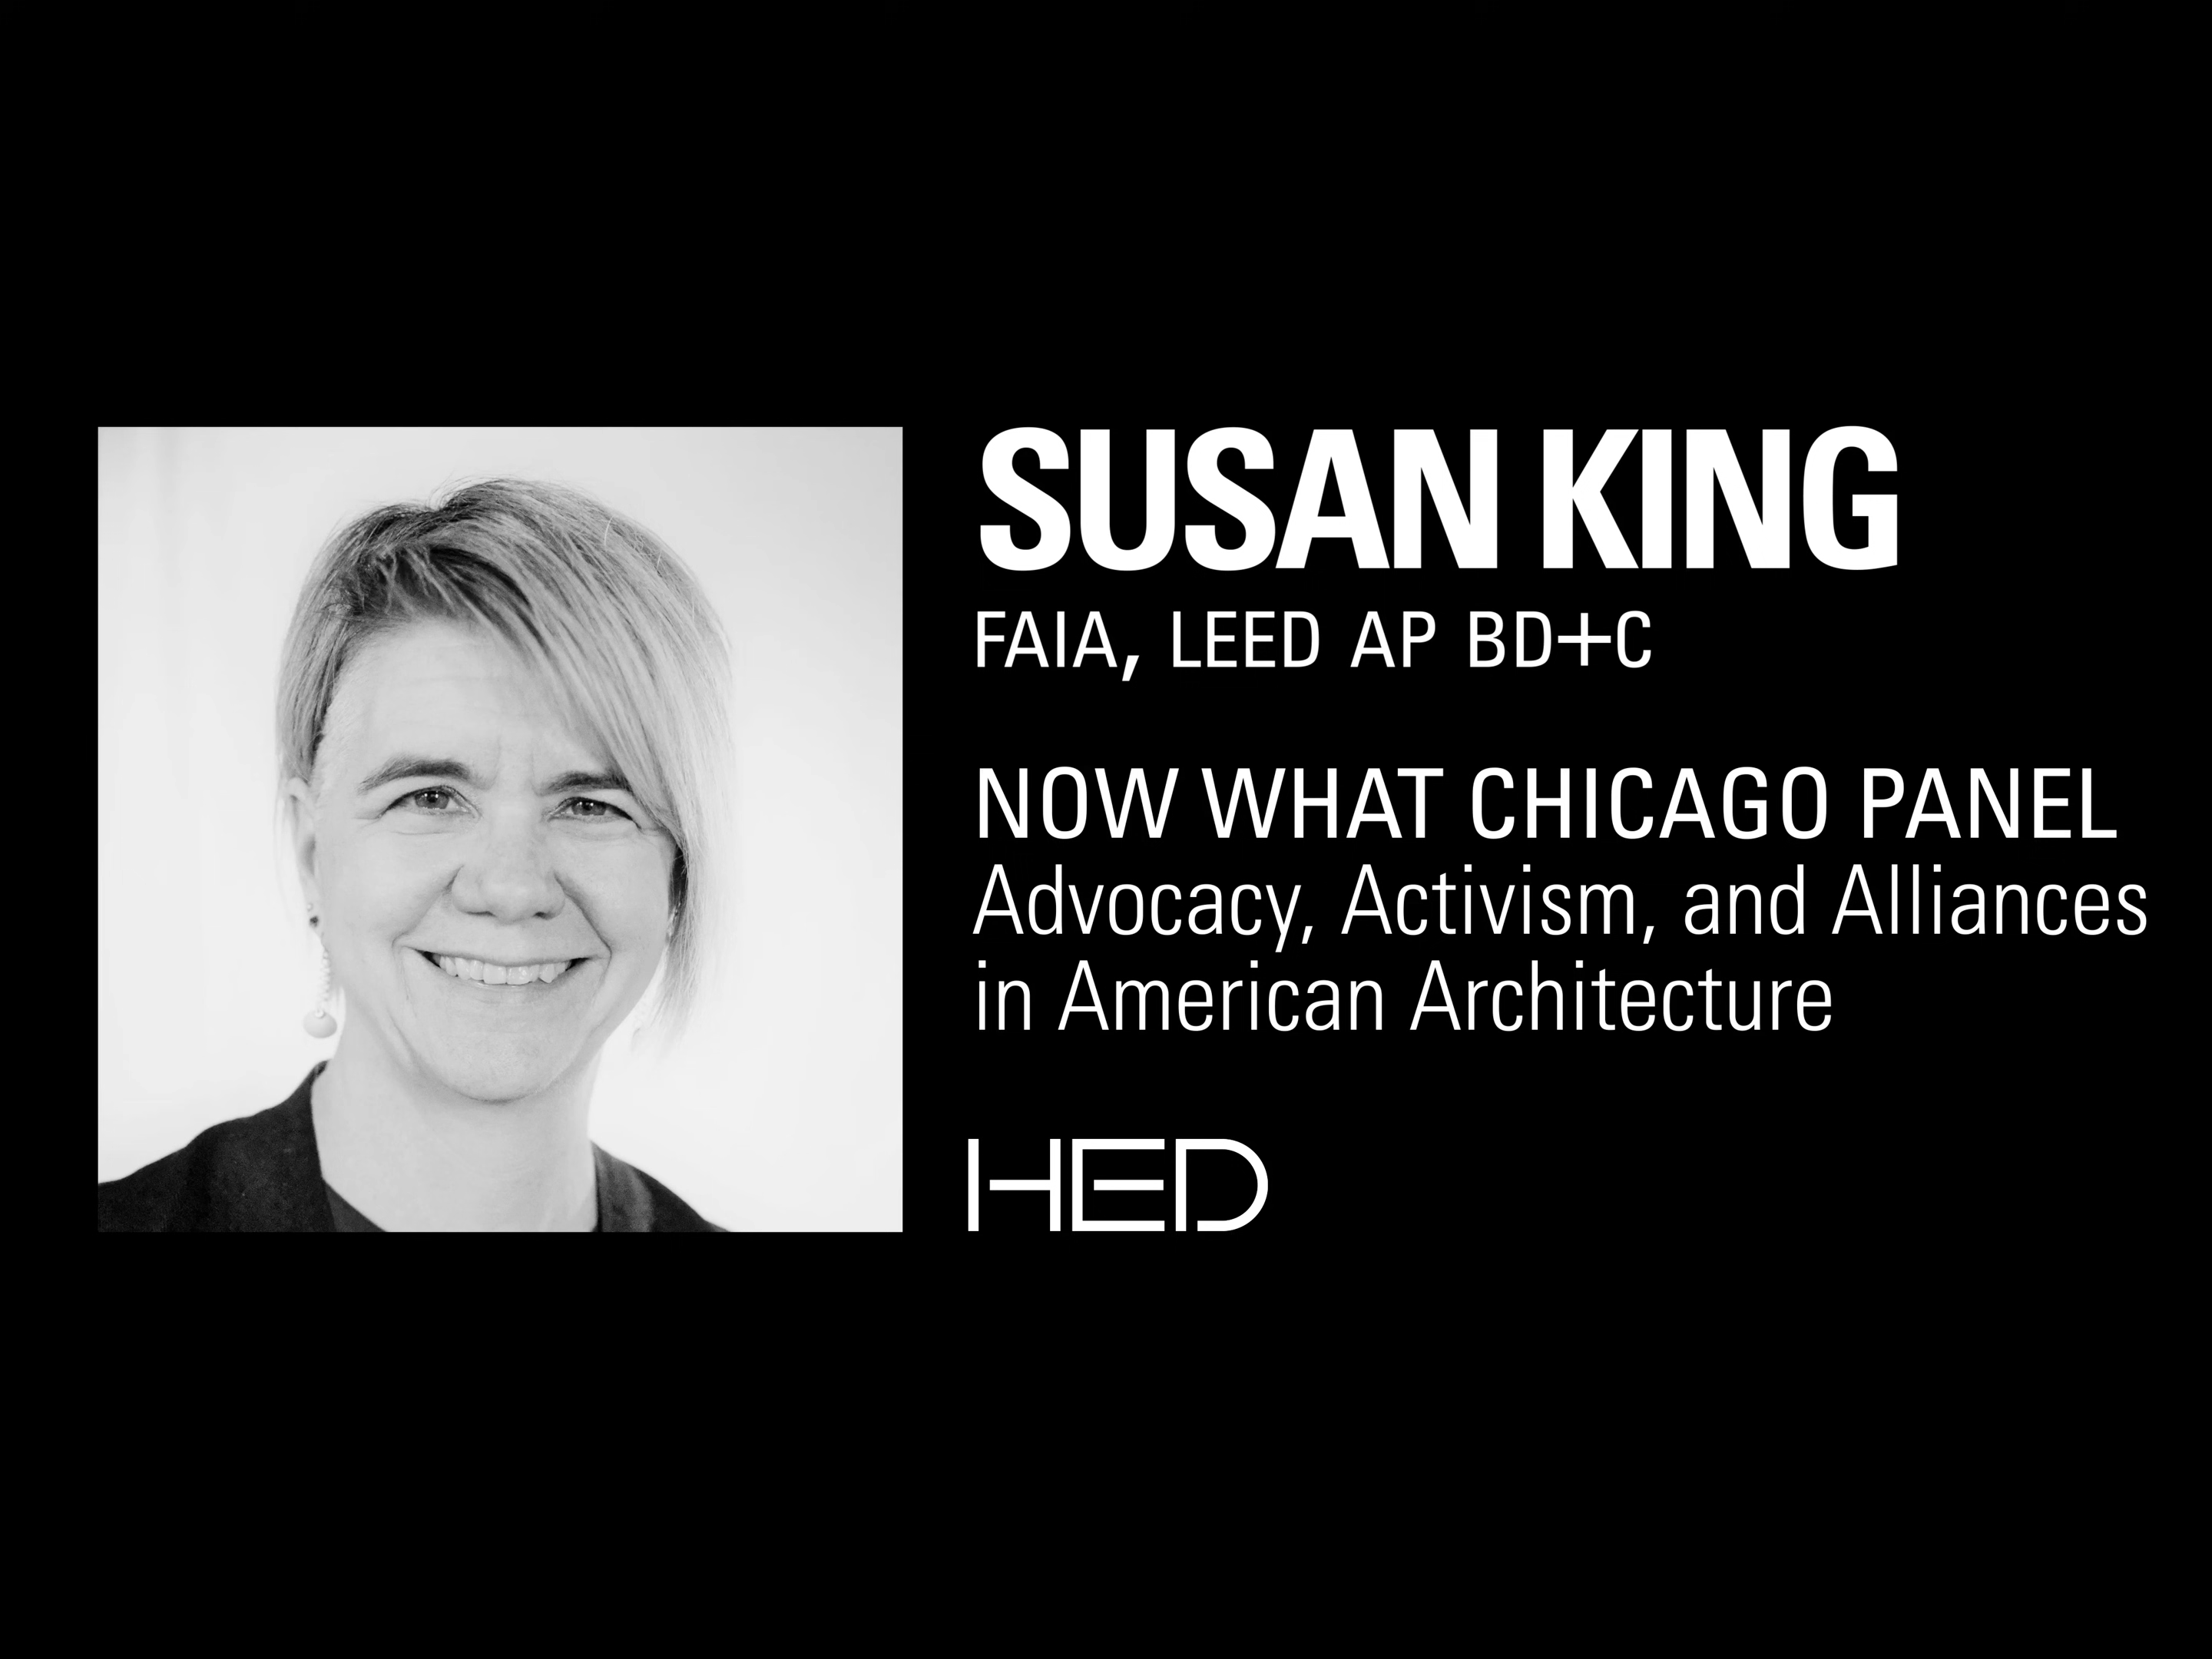 SUSAN KING
FAIA, LEED AP BD+C
NOW WHAT CHICAGO PANEL
Advocacy, Activism, and Alliances
in American Architecture
HED